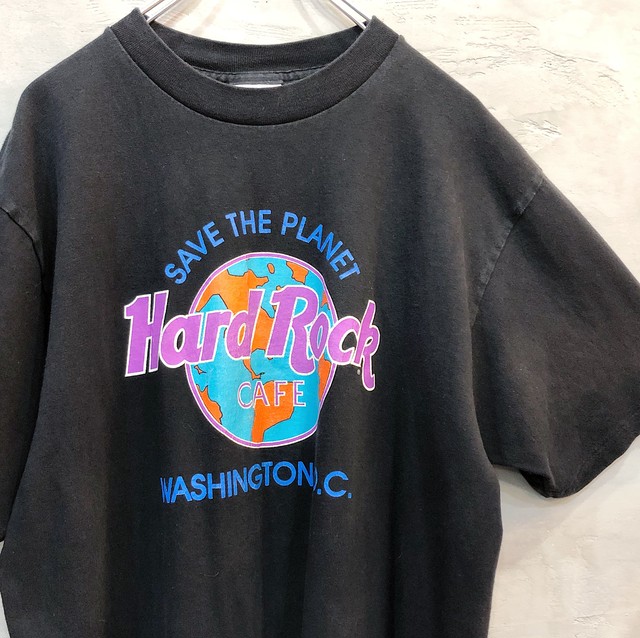 SAVE THE PLANET
Hard Rock
CAFE
WASHINGTON D.C.